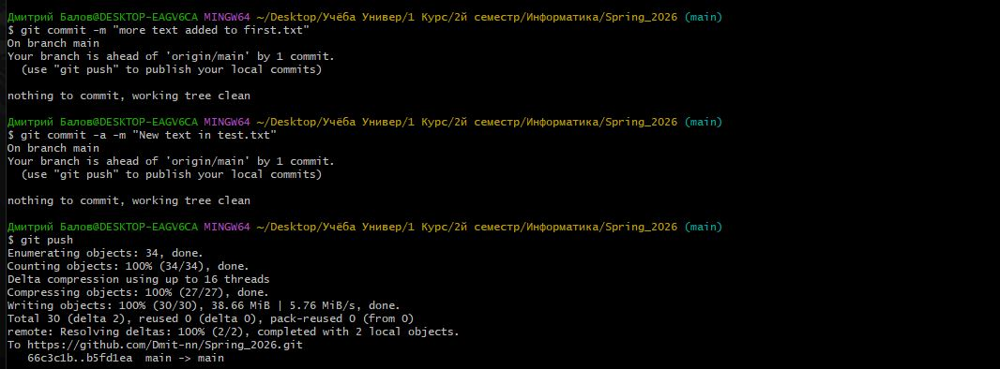 Дмитрий Балов@DESKTOP-EAGV6CA MINGW64 ~/Desktop/Учёба Универ/1 Курс/2й семестр/Информатика/Spring_2026 (main)
$ git commit -m "more text added to first.txt"
On branch main
Your branch is ahead of 'origin/main' by 1 commit.
  (use "git push" to publish your local commits)

nothing to commit, working tree clean

Дмитрий Балов@DESKTOP-EAGV6CA MINGW64 ~/Desktop/Учёба Универ/1 Курс/2й семестр/Информатика/Spring_2026 (main)
$ git commit -a -m "New text in test.txt"
On branch main
Your branch is ahead of 'origin/main' by 1 commit.
  (use "git push" to publish your local commits)

nothing to commit, working tree clean

Дмитрий Балов@DESKTOP-EAGV6CA MINGW64 ~/Desktop/Учёба Универ/1 Курс/2й семестр/Информатика/Spring_2026 (main)
$ git push
Enumerating objects: 34, done.
Counting objects: 100% (34/34), done.
Delta compression using up to 16 threads
Compressing objects: 100% (27/27), done.
Writing objects: 100% (30/30), 38.66 MiB | 5.76 MiB/s, done.
Total 30 (delta 2), reused 0 (delta 0), pack-reused 0 (from 0)
remote: Resolving deltas: 100% (2/2), completed with 2 local objects.
To https://github.com/Dmit-nn/Spring_2026.git
   66c3c1b..b5fd1ea  main -> main